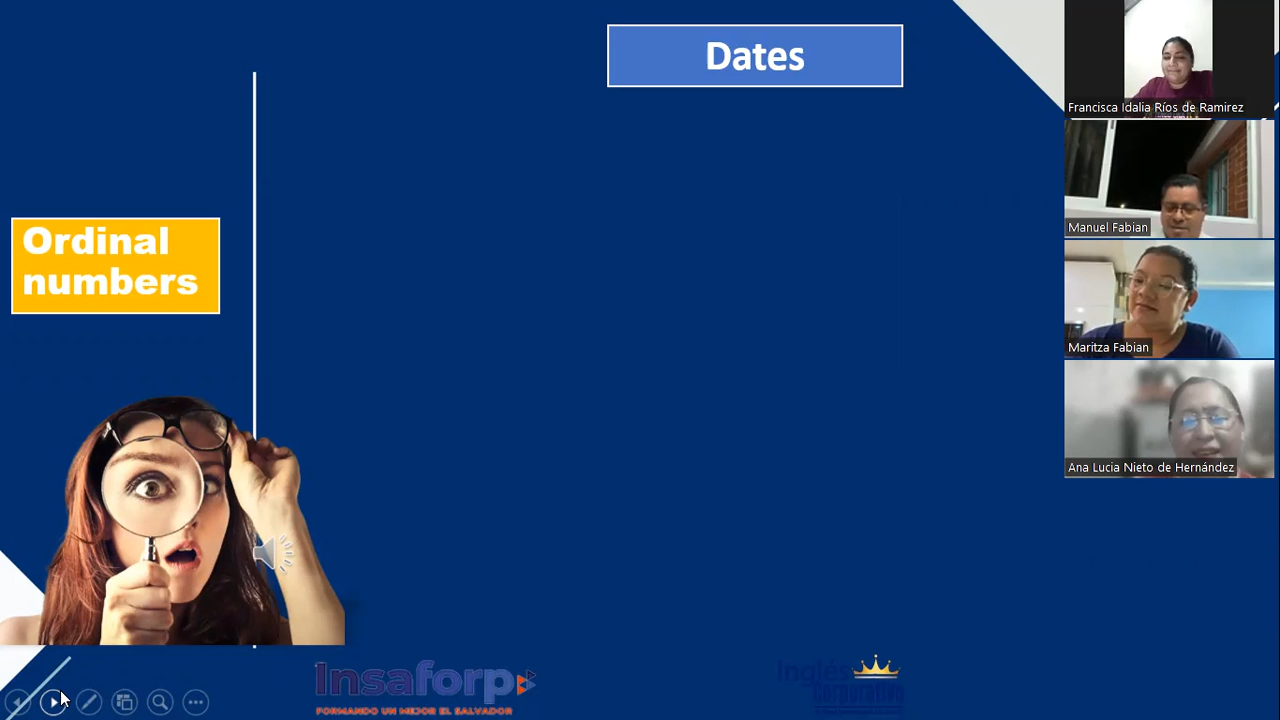 Dates
Ordinal
numbers
Francisca Idalia Ríos de Ramirez
Manuel Fabian
Maritza Fabian
Ana Lucia Nieto de Hernández
Insaforp
FORMANDO UN MEJOR EL SALVADOR
Inglés
Corporativo